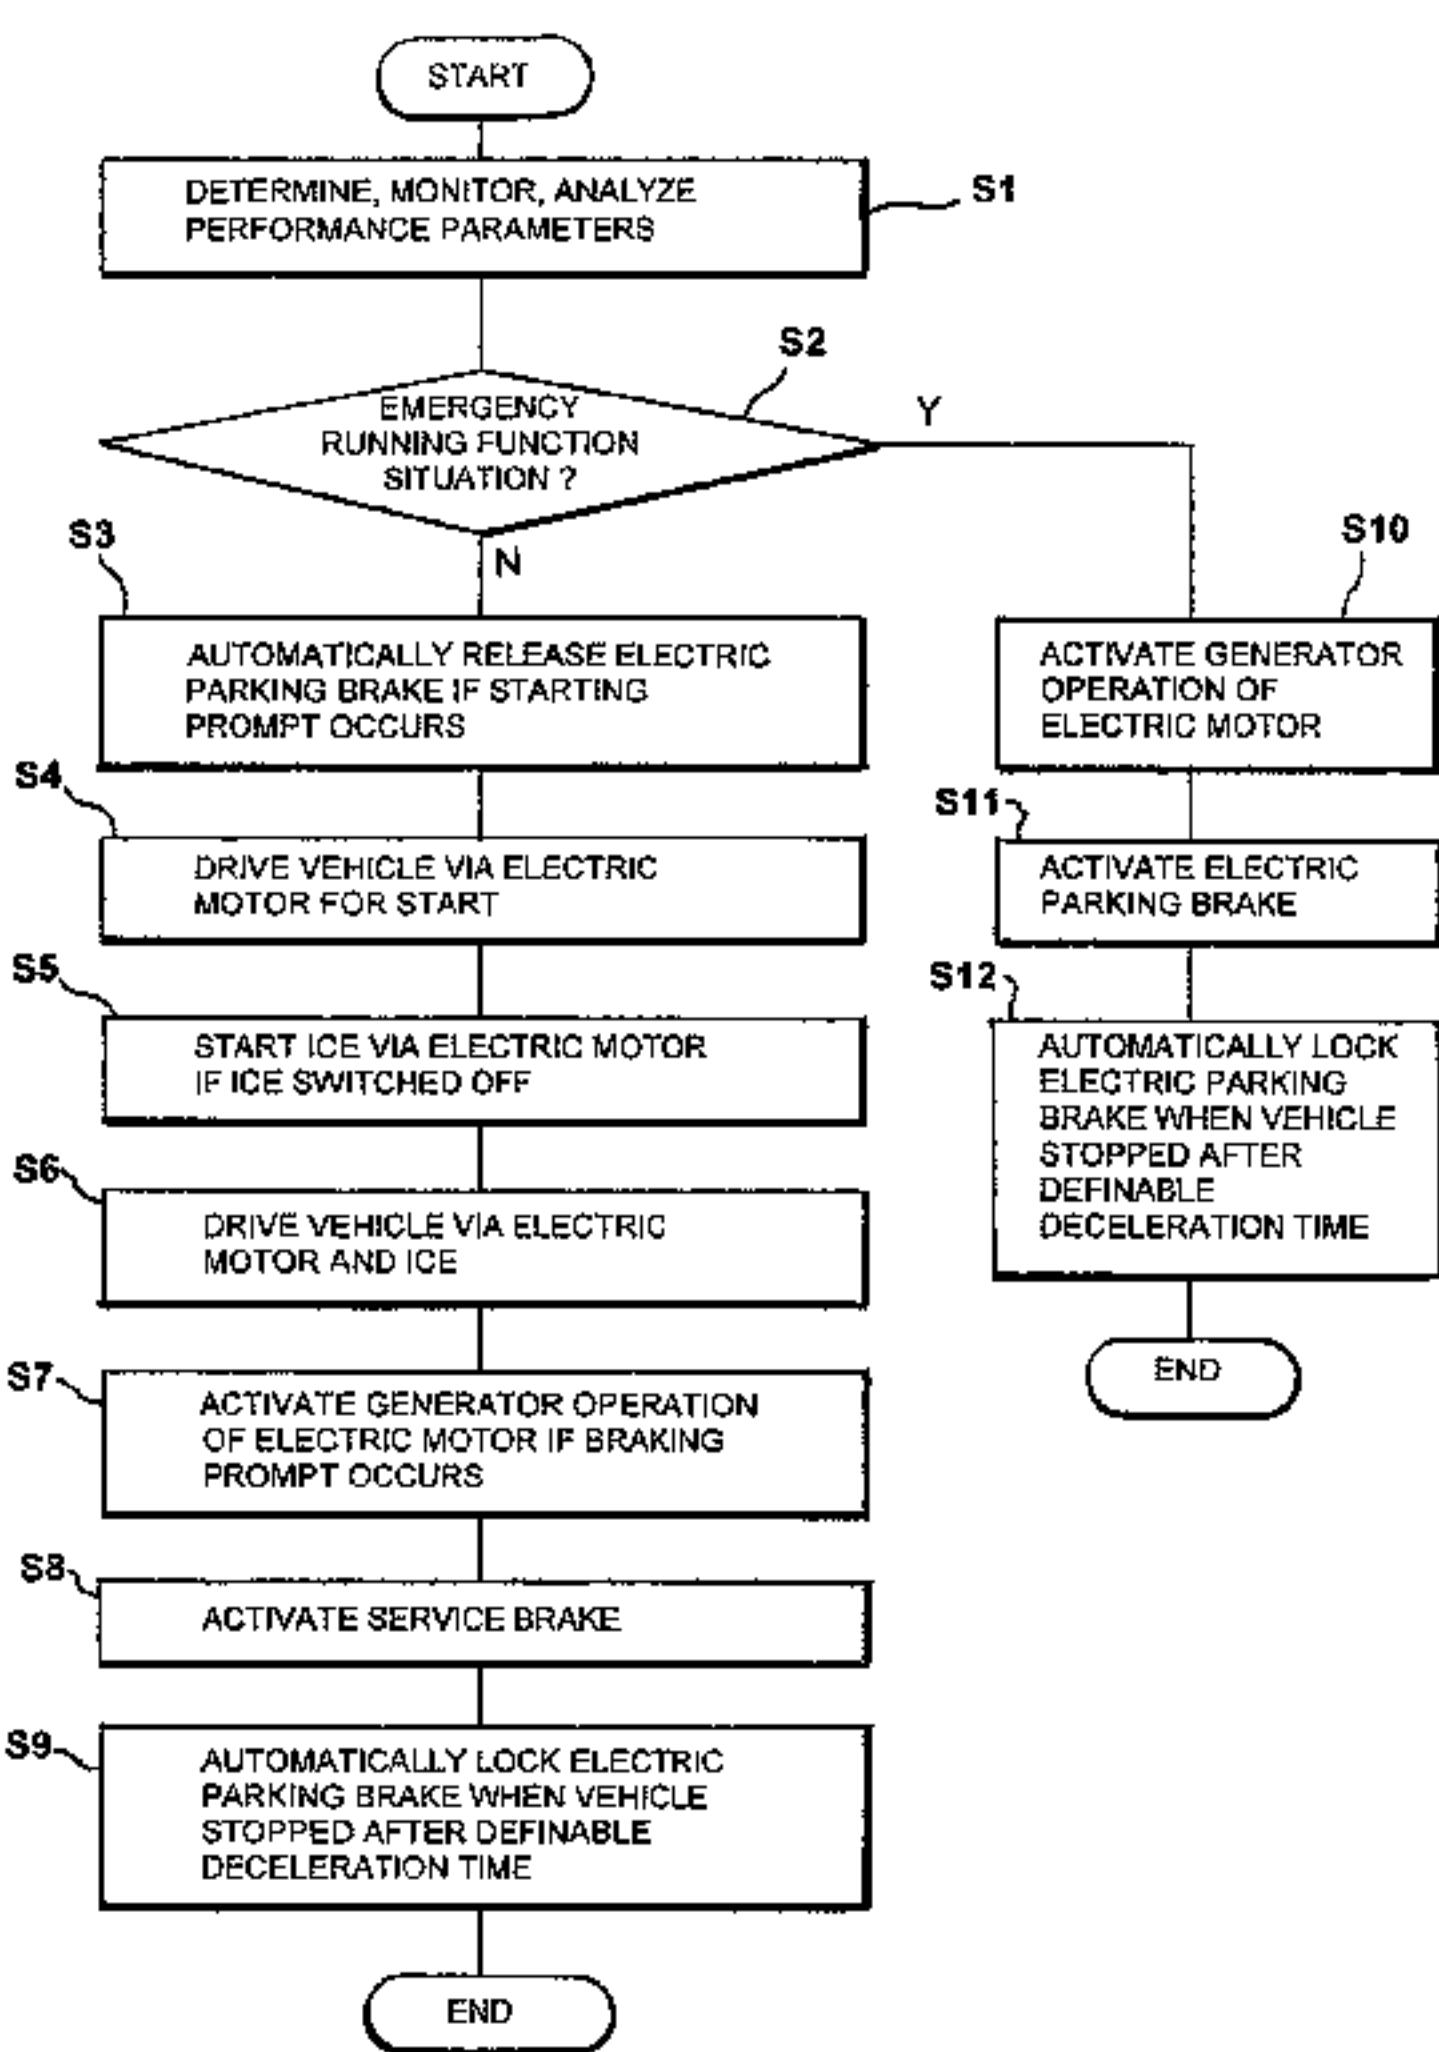 START
DETERMINE, MONITOR, ANALYZE
PERFORMANCE PARAMETERS
S1
S2
EMERGENCY
RUNNING FUNCTION
SITUATION ?
Y
N
S3
AUTOMATICALLY RELEASE ELECTRIC
PARKING BRAKE IF STARTING
PROMPT OCCURS
S4
DRIVE VEHICLE VIA ELECTRIC
MOTOR FOR START
S5
START ICE VIA ELECTRIC MOTOR
IF ICE SWITCHED OFF
S6
DRIVE VEHICLE VIA ELECTRIC
MOTOR AND ICE
S7
ACTIVATE GENERATOR OPERATION
OF ELECTRIC MOTOR IF BRAKING
PROMPT OCCURS
S8
ACTIVATE SERVICE BRAKE
S9
AUTOMATICALLY LOCK ELECTRIC
PARKING BRAKE WHEN VEHICLE
STOPPED AFTER DEFINABLE
DECELERATION TIME
END
S10
ACTIVATE GENERATOR
OPERATION OF
ELECTRIC MOTOR
S11
ACTIVATE ELECTRIC
PARKING BRAKE
S12
AUTOMATICALLY LOCK
ELECTRIC PARKING
BRAKE WHEN VEHICLE
STOPPED AFTER
DEFINABLE
DECELERATION TIME
END